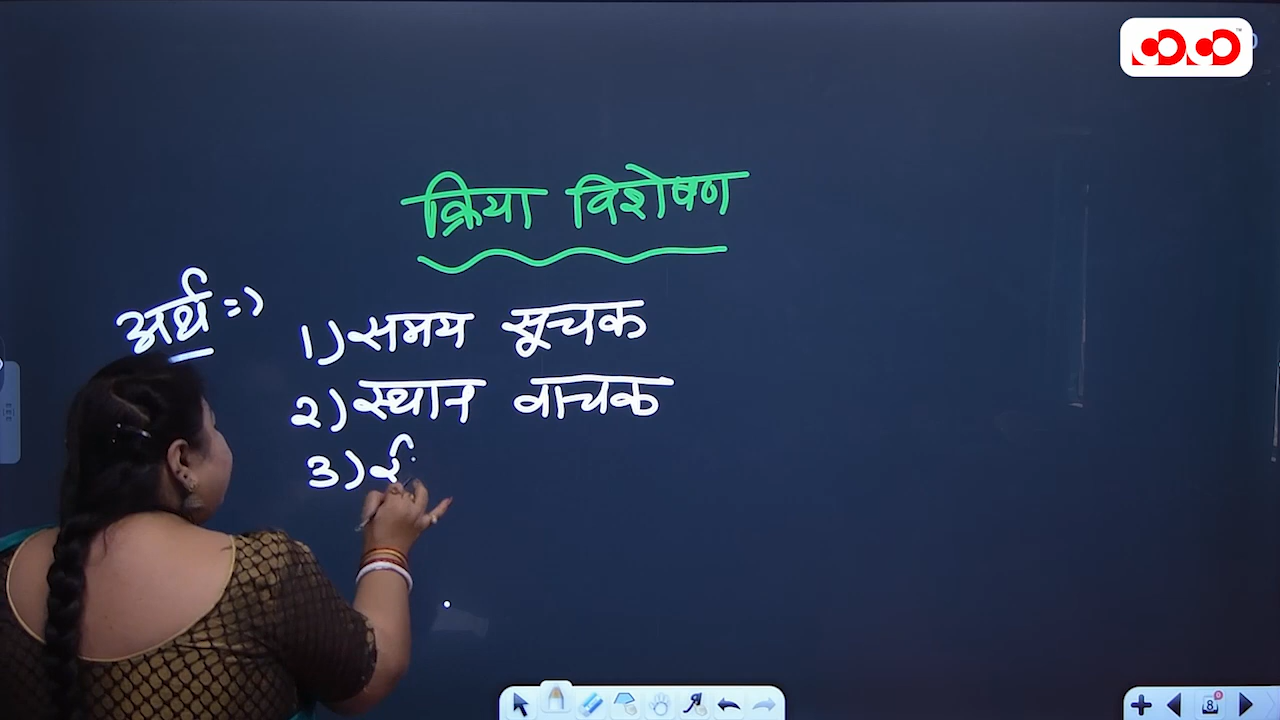 क्रिया विशेषण
अर्थ =>
1) समय सूचक
2) स्थान वाचक
3)